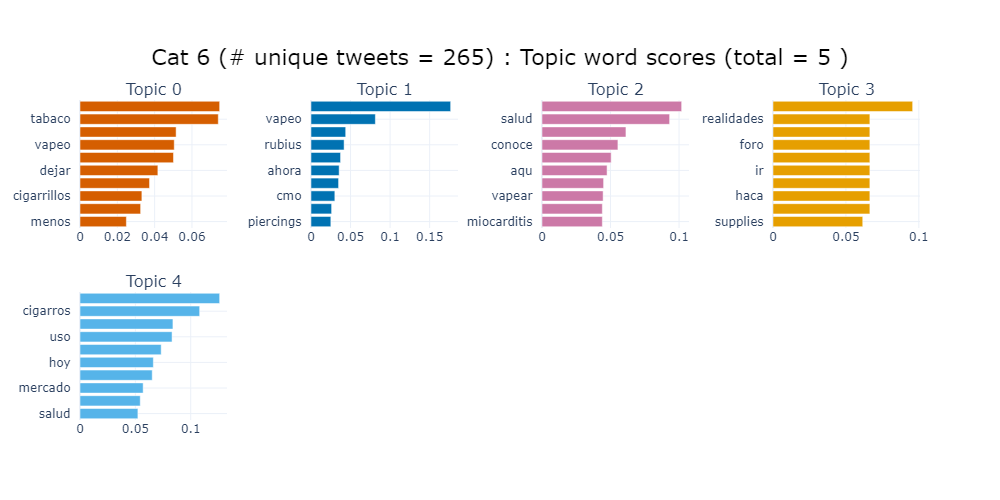 Cat 6 (# unique tweets = 265) : Topic word scores (total = 5 )
Topic 0
tabaco
vapeo
dejar
cigarrillos
menos
0 0.02 0.04 0.06
Topic 1
vapeo
rubius
ahora
cmo
piercings
0 0.05 0.1 0.15
Topic 2
salud
conoce
aqu
vapear
miocarditis
0 0.05 0.1
Topic 3
realidades
foro
ir
haca
supplies
0 0.05 0.1
Topic 4
cigarros
uso
hoy
mercado
salud
0 0.05 0.1